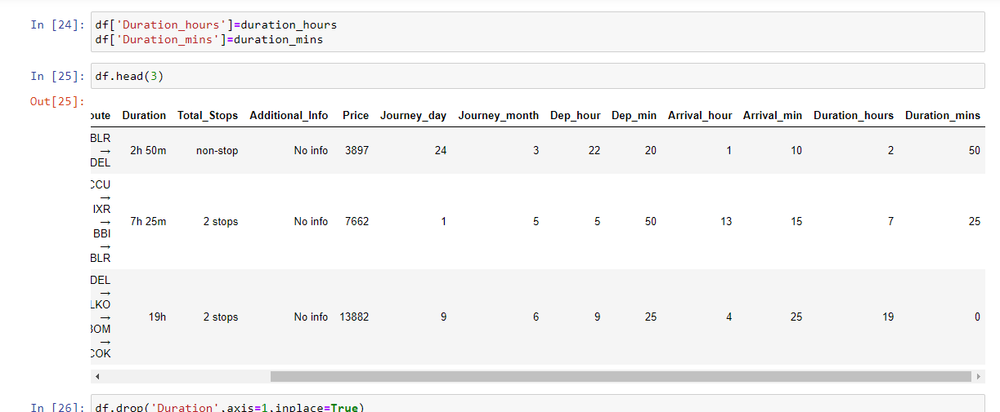 In [24]: df['Duration_hours']=duration_hours
df['Duration_mins']=duration_mins
In [25]: df.head(3)
Out[25]:
Duration Total_Stops Additional_Info Price Journey_day Journey_month Dep_hour Dep_min Arrival_hour Arrival_min Duration_hours Duration_mins
BLR
→
DEL
2h 50m non-stop No info 3897 24 3 22 20 1 10 2 50
CCU
→
IXR
→
BBI
→
BLR
7h 25m 2 stops No info 7662 1 5 5 50 13 15 7 25
DEL
→
LKO
→
BOM
→
COK
19h 2 stops No info 13882 9 6 9 25 4 25 19 0
In [26]: df.drop('Duration',axis=1,inplace=True)